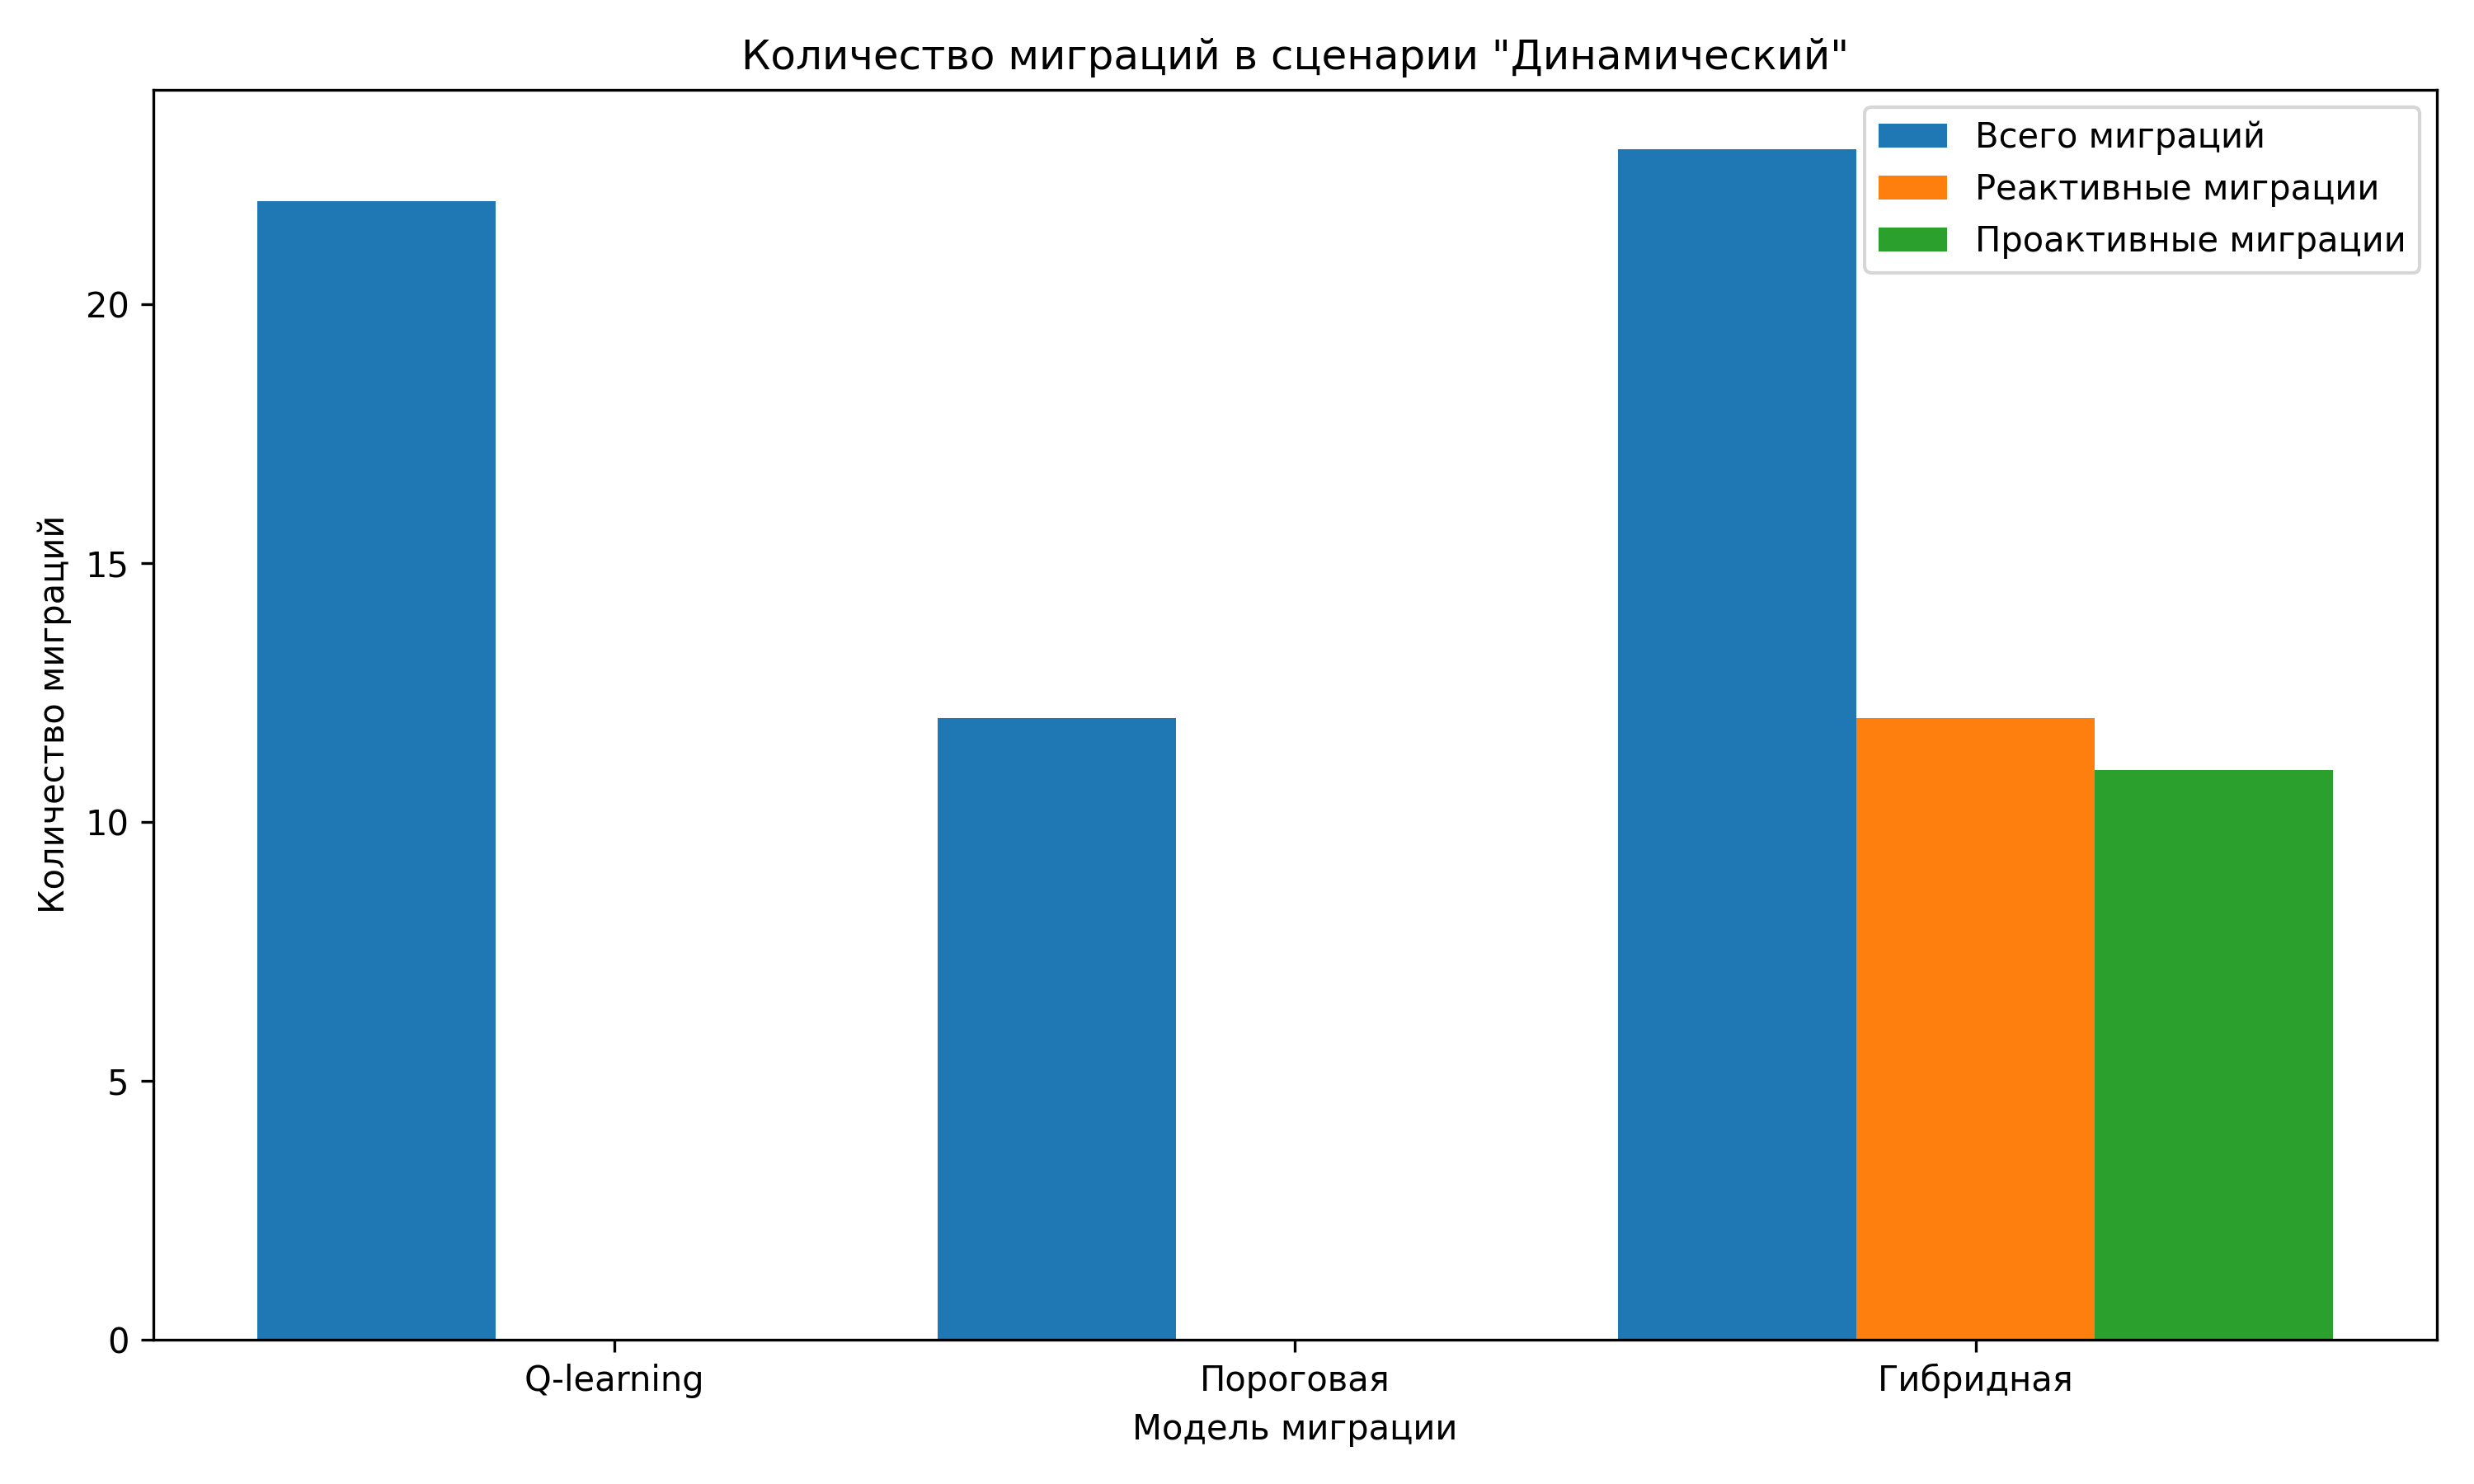 Количество миграций в сценарии "Динамический"
Всего миграций
Реактивные миграции
Проактивные миграции
Количество миграций
20
15
10
5
0
Q-learning
Пороговая
Гибридная
Модель миграции